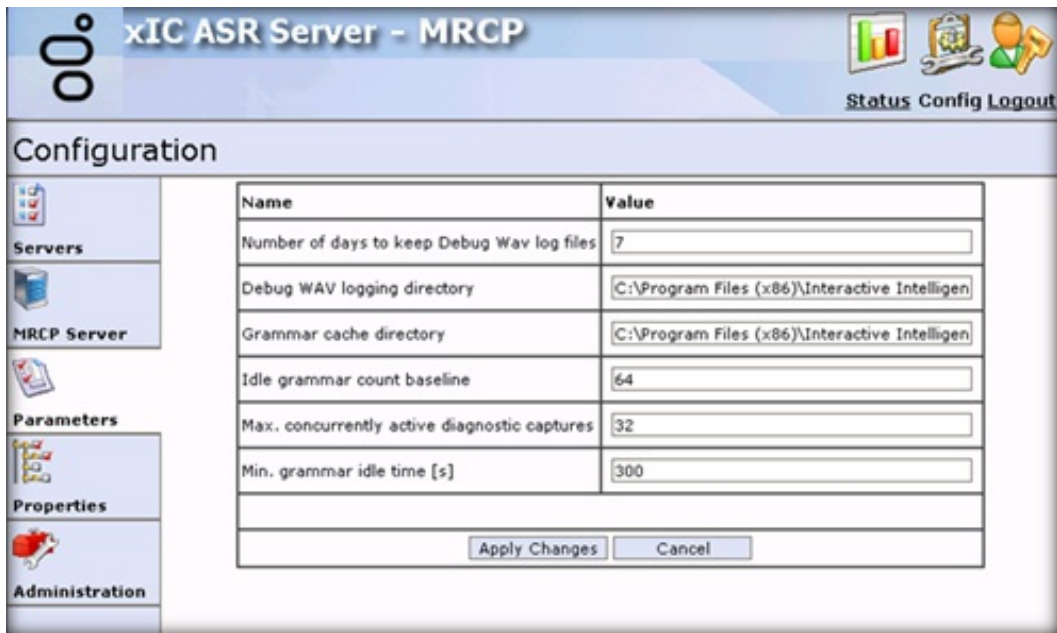 xIC ASR Server - MRCP
Status Config Logout
Configuration
Servers
MRCP Server
Parameters
Properties
Administration
Name Value
Number of days to keep Debug Wav log files 7
Debug WAV logging directory C:\Program Files (x86)\Interactive Intelligen
Grammar cache directory C:\Program Files (x86)\Interactive Intelligen
Idle grammar count baseline 64
Max. concurrently active diagnostic captures 32
Min. grammar idle time [s] 300
Apply Changes Cancel